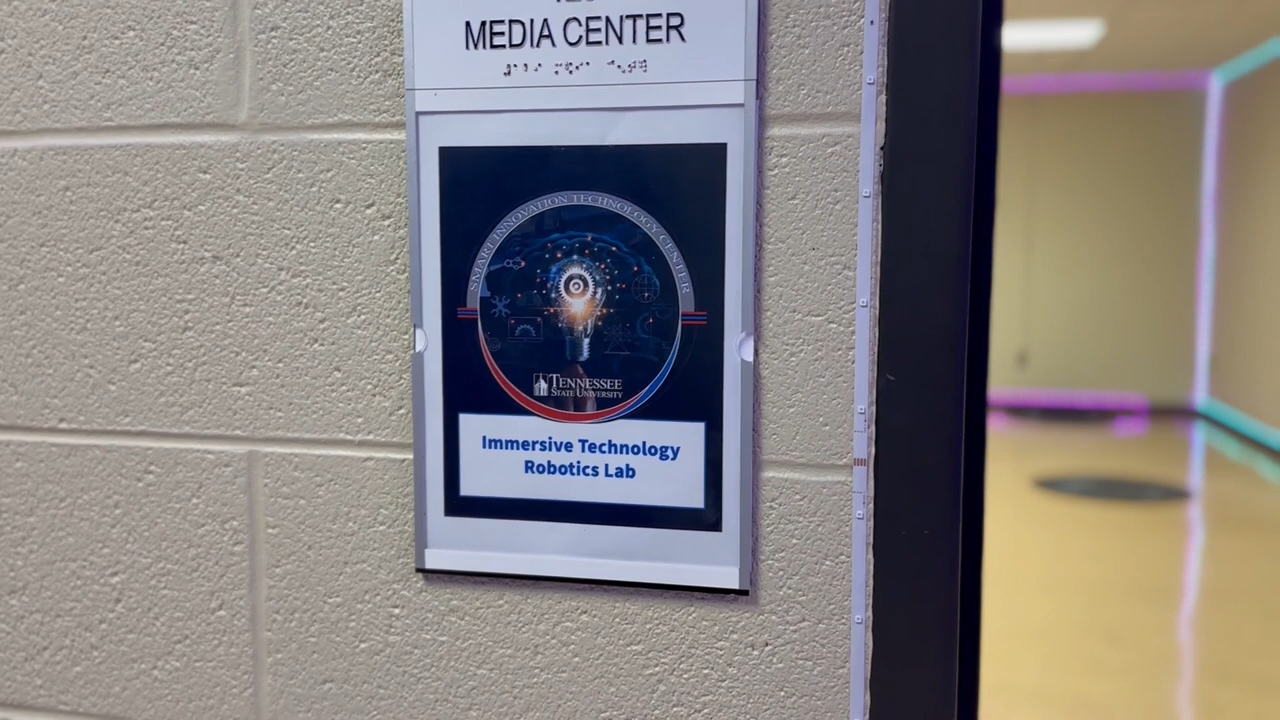 MEDIA CENTER
SMART INNOVATION TECHNOLOGY CENTER
TENNESSEE
STATE UNIVERSITY
Immersive Technology
Robotics Lab